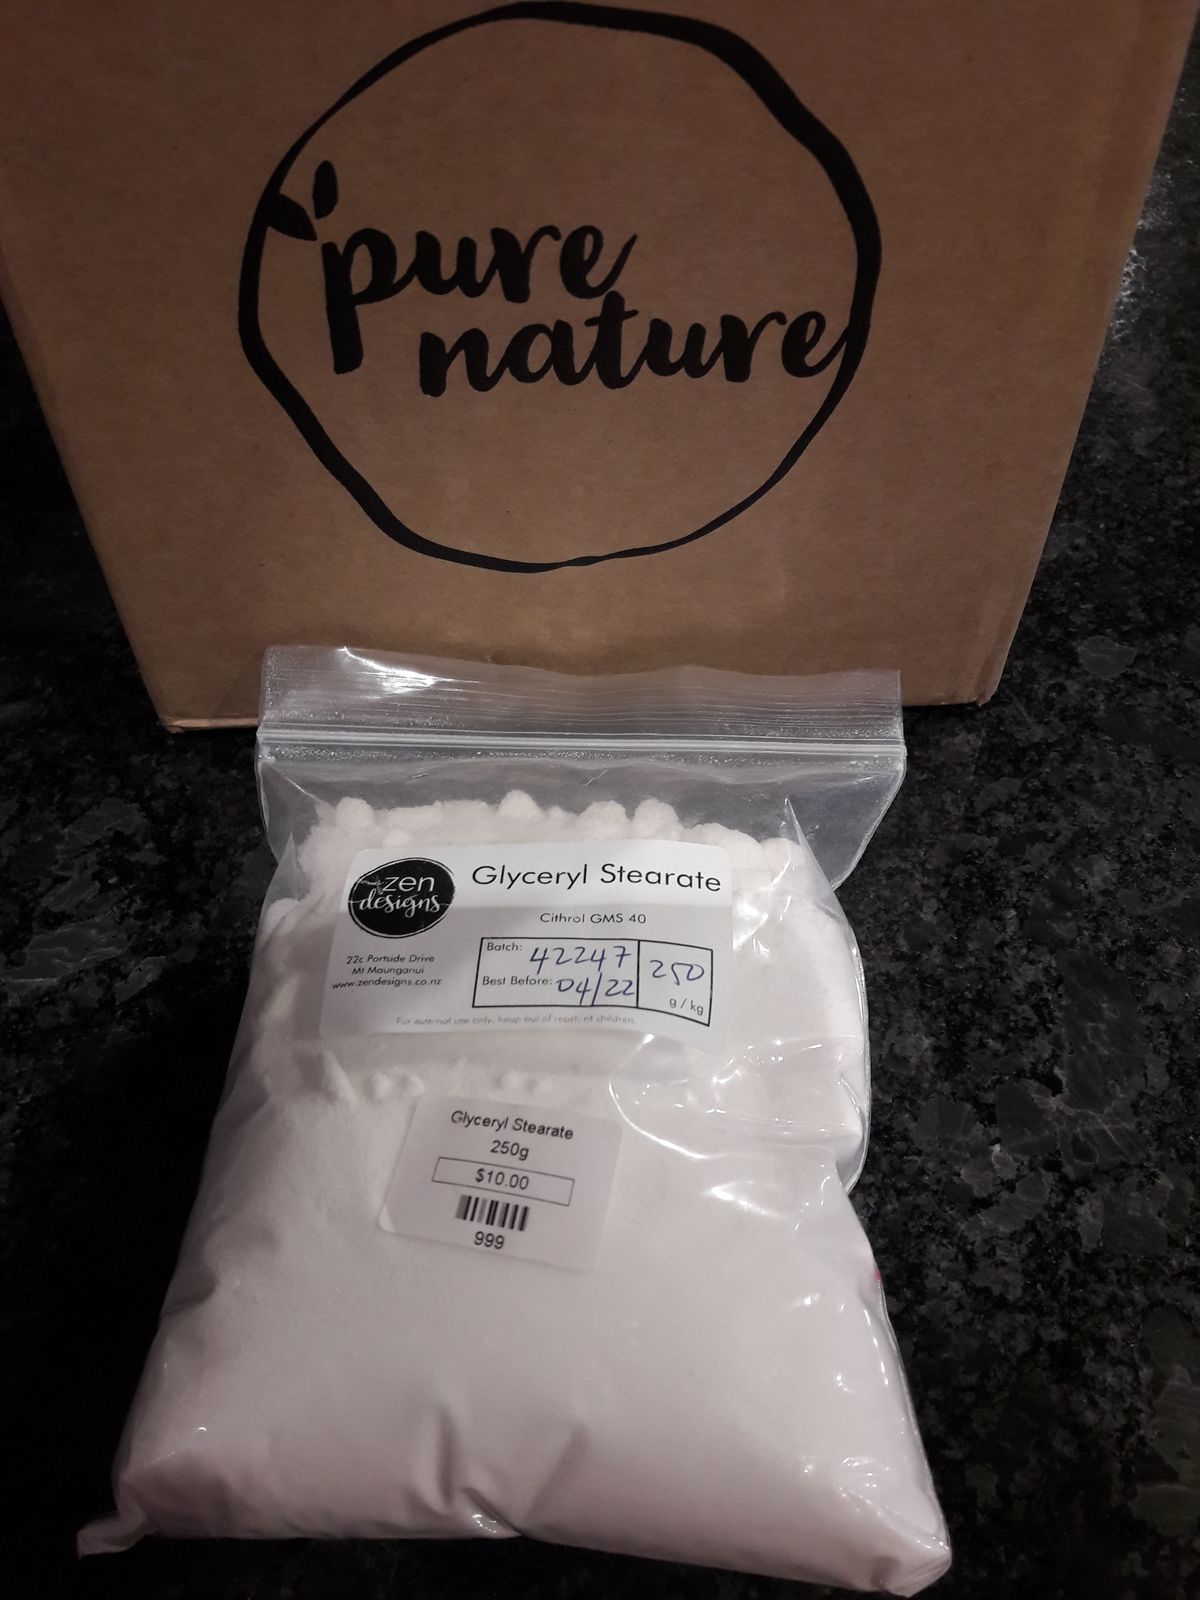 pure
nature
zen
designs
Glyceryl Stearate
Cithrol GMS 40
22c Portside Drive
Mt Maunganui
www.zendesigns.co.nz
Batch: 42247
Best Before: 04/22
250
g / kg
For external use only, keep out of reach of children.
Glyceryl Stearate
250g
$10.00
999